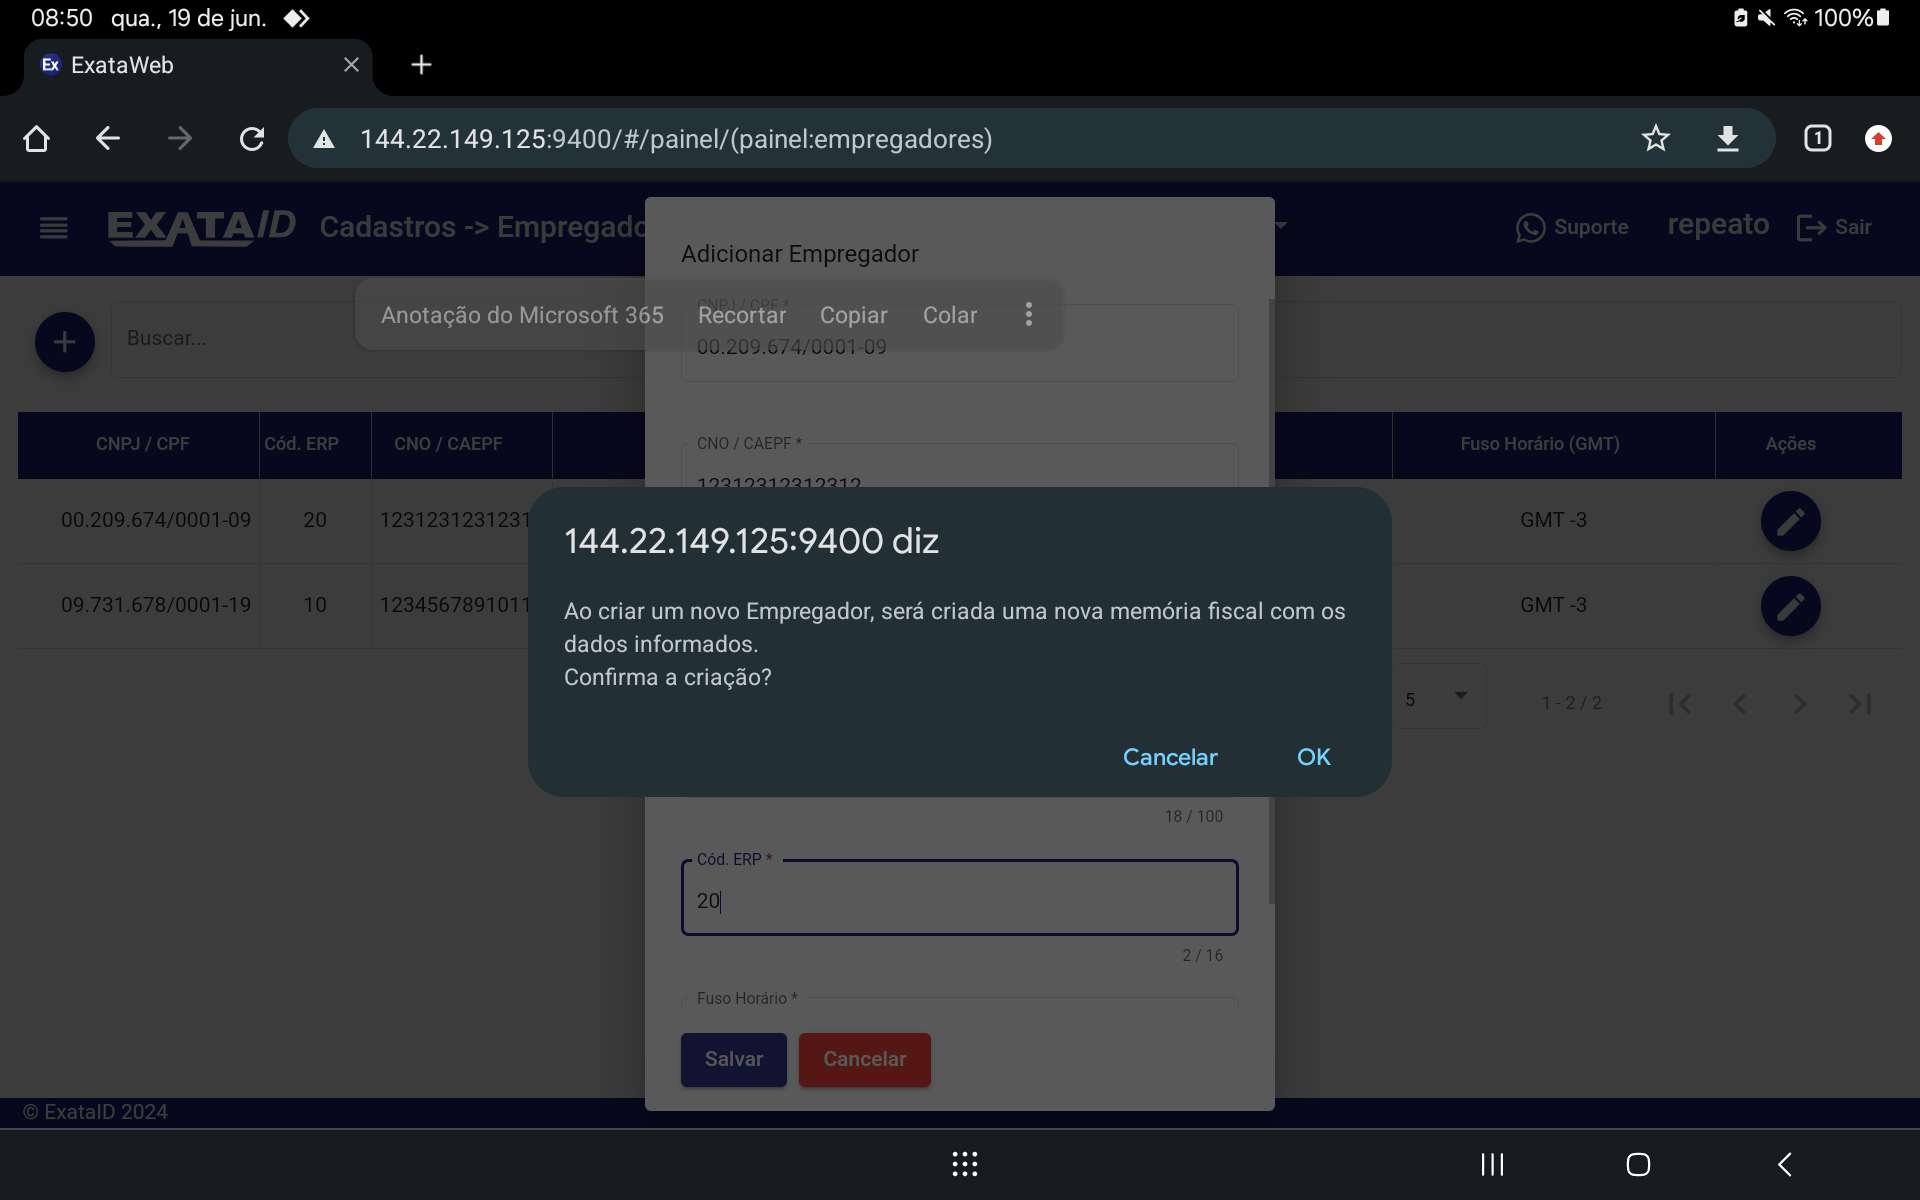 08:50 qua., 19 de jun. 100%
Ex ExataWeb
144.22.149.125:9400/#/painel/(painel:empregadores) 1
EXATAID Cadastros -> Empregado Suporte repeato Sair
Adicionar Empregador
CNPJ / CPF *
Anotação do Microsoft 365 Recortar Copiar Colar
Buscar...
00.209.674/0001-09
CNPJ / CPF Cód. ERP CNO / CAEPF CNO / CAEPF * Fuso Horário (GMT) Ações
12312312312312
00.209.674/0001-09 20 1231231231231 GMT -3
144.22.149.125:9400 diz
09.731.678/0001-19 10 1234567891011 GMT -3
Ao criar um novo Empregador, será criada uma nova memória fiscal com os
dados informados.
Confirma a criação?
5 1 - 2 / 2
Cancelar OK
18 / 100
Cód. ERP *
20
2 / 16
Fuso Horário *
Salvar Cancelar
© ExataID 2024